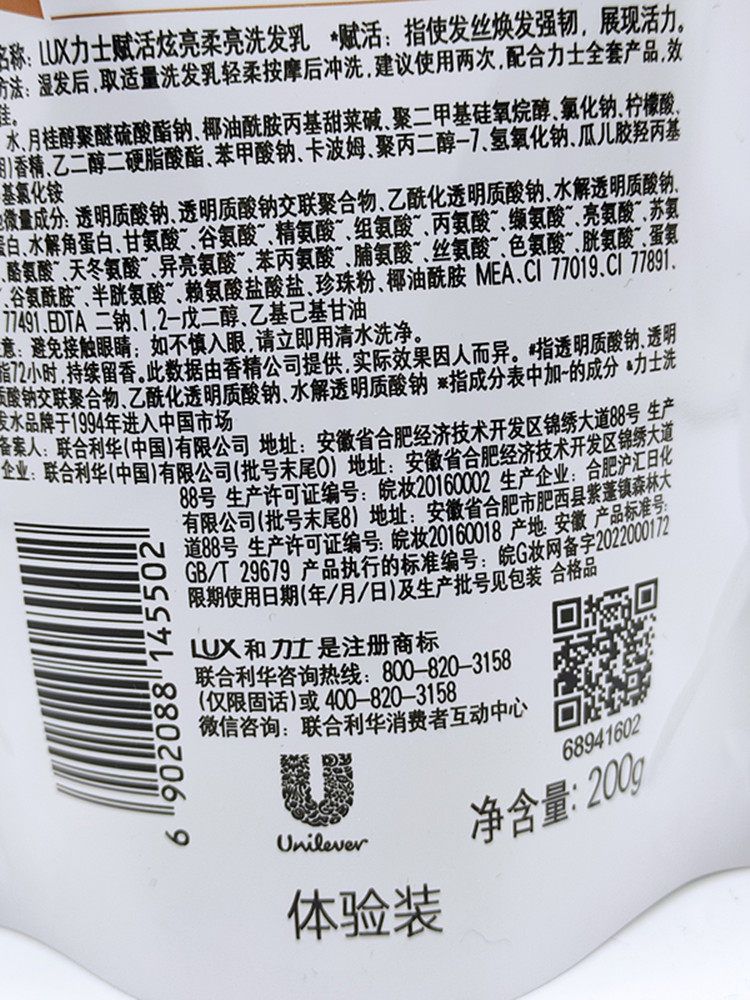 名称: LUX力士赋活炫亮柔亮洗发乳 *赋活: 指使发丝焕发强韧, 展现活力。
方法: 湿发后,取适量洗发乳轻柔按摩后冲洗,建议使用两次,配合力士全套产品,效
佳。
水、月桂醇聚醚硫酸酯钠、椰油酰胺丙基甜菜碱、聚二甲基硅氧烷醇、氯化钠、柠檬酸、
)香精、乙二醇二硬脂酸酯、苯甲酸钠、卡波姆、聚丙二醇-7、氢氧化钠、瓜儿胶羟丙基
基氯化铵
微量成分: 透明质酸钠、透明质酸钠交联聚合物、乙酰化透明质酸钠、水解透明质酸钠、
蛋白、水解角蛋白、甘氨酸~、谷氨酸~、精氨酸~、组氨酸~、丙氨酸~、缬氨酸~、亮氨酸~、苏氨
、酪氨酸~、天冬氨酸~、异亮氨酸~、苯丙氨酸~、脯氨酸~、丝氨酸~、色氨酸~、胱氨酸~、蛋氨
~、谷氨酰胺~、半胱氨酸~、赖氨酸盐酸盐、珍珠粉、椰油酰胺 MEA、CI 77019、CI 77891、
77491、EDTA 二钠、1,2-戊二醇、乙基己基甘油
意: 避免接触眼睛; 如不慎入眼,请立即用清水洗净。
指72小时,持续留香。此数据由香精公司提供,实际效果因人而异。 #指透明质酸钠、透明
质酸钠交联聚合物、乙酰化透明质酸钠、水解透明质酸钠 ※指成分表中加~的成分 &力士洗
发水品牌于1994年进入中国市场
备案人: 联合利华(中国)有限公司 地址: 安徽省合肥经济技术开发区锦绣大道88号 生产
企业: 联合利华(中国)有限公司(批号末尾0) 地址: 安徽省合肥经济技术开发区锦绣大道
88号 生产许可证编号: 皖妆20160002 生产企业: 合肥沪汇日化
有限公司(批号末尾8) 地址: 安徽省合肥市肥西县紫蓬镇森林大
道88号 生产许可证编号: 皖妆20160018 产地: 安徽 产品标准号:
GB/T 29679 产品执行的标准编号: 皖G妆网备字2022000172
限期使用日期(年/月/日)及生产批号见包装 合格品
LUX和力士是注册商标
联合利华咨询热线: 800-820-3158
(仅限固话)或 400-820-3158
微信咨询: 联合利华消费者互动中心
6 902088 145502
68941602
Unilever
净含量: 200g
体验装